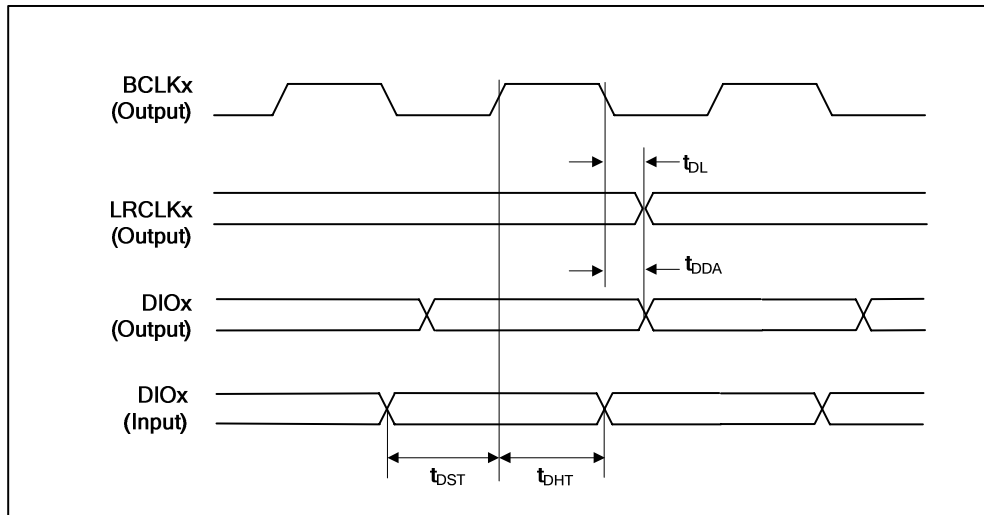 BCLKx
(Output)
tDL
LRCLKx
(Output)
tDDA
DIOx
(Output)
DIOx
(Input)
tDST
tDHT